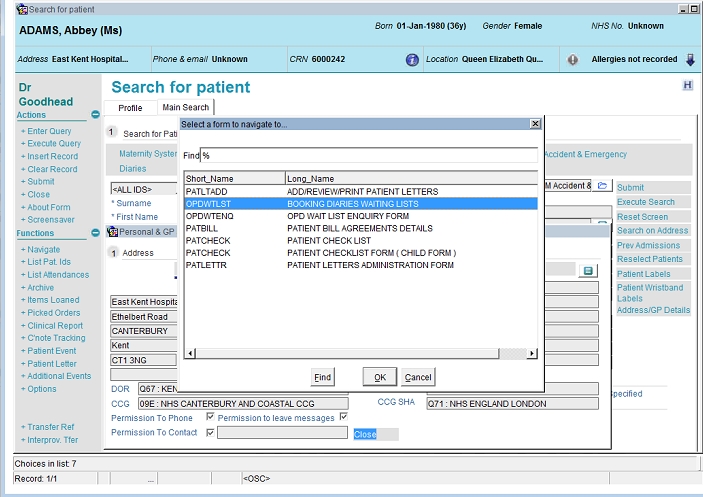 Search for patient
ADAMS, Abbey (Ms)
Born 01-Jan-1980 (36y) Gender Female NHS No. Unknown
Address East Kent Hospital... Phone & email Unknown CRN 6000242 Location Queen Elizabeth Qu... Allergies not recorded
Dr
Goodhead
Actions
+ Enter Query
+ Execute Query
+ Insert Record
+ Clear Record
+ Submit
+ Close
+ About Form
+ Screensaver
Functions
+ Navigate
+ List Pat. Ids
+ List Attendances
+ Archive
+ Items Loaned
+ Picked Orders
+ Clinical Report
+ C'note Tracking
+ Patient Event
+ Patient Letter
+ Additional Events
+ Options
+ Transfer Ref
+ Interprov. Tfer
Search for patient
H
Profile Main Search
1 Search for Pati
Maternity System
Diaries
Accident & Emergency
<ALL IDS>
M Accident &
* Surname
* First Name
Personal & GP
1 Address
East Kent Hospita
Ethelbert Road
CANTERBURY
Kent
CT1 3NG
DOR Q67 : KEN
CCG 09E : NHS CANTERBURY AND COASTAL CCG CCG SHA Q71 : NHS ENGLAND LONDON
Permission To Phone Permission to leave messages
Permission To Contact Close
pecified
Select a form to navigate to...
Find %
Short_Name Long_Name
PATLTADD ADD/REVIEW/PRINT PATIENT LETTERS
OPDWTLST BOOKING DIARIES WAITING LISTS
OPDWTENQ OPD WAIT LIST ENQUIRY FORM
PATBILL PATIENT BILL AGREEMENTS DETAILS
PATCHECK PATIENT CHECK LIST
PATCHECK PATIENT CHECKLIST FORM ( CHILD FORM )
PATLETTR PATIENT LETTERS ADMINISTRATION FORM
Find OK Cancel
Submit
Execute Search
Reset Screen
Search on Address
Prev Admissions
Reselect Patients
Patient Labels
Patient Wristband
Labels
Address/GP Details
Choices in list: 7
Record: 1/1 ... <OSC>